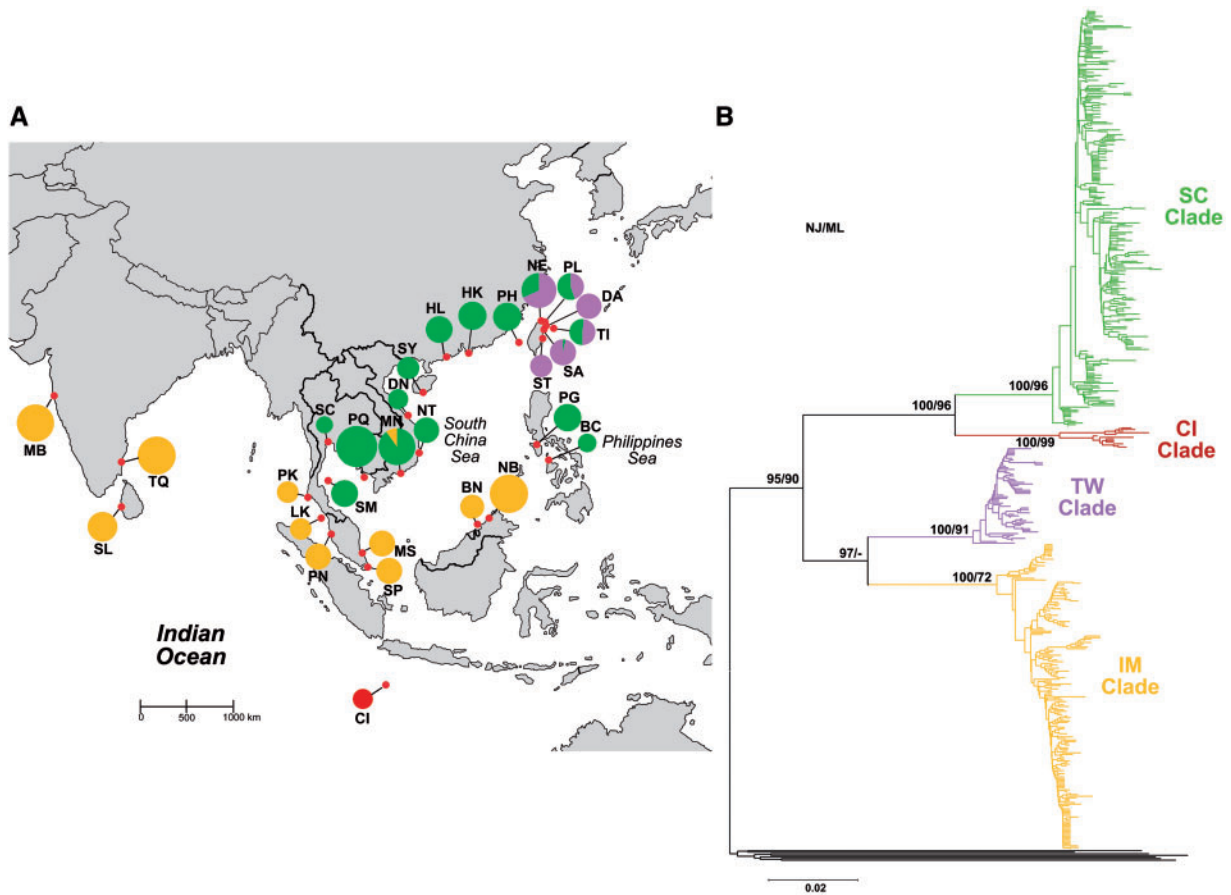 A
NE
PL
DA
HK
PH
HL
TI
SY
SA
ST
DN
SC
PQ
MN
NT
South
China
Sea
PG
BC
Philippines
Sea
MB
TQ
PK
SM
BN
NB
SL
LK
MS
PN
SP
Indian
Ocean
CI
0 500 1000 km
B
NJ/ML
SC
Clade
100/96
100/96
CI
Clade
100/99
95/90
TW
Clade
100/91
97/-
100/72
IM
Clade
0.02